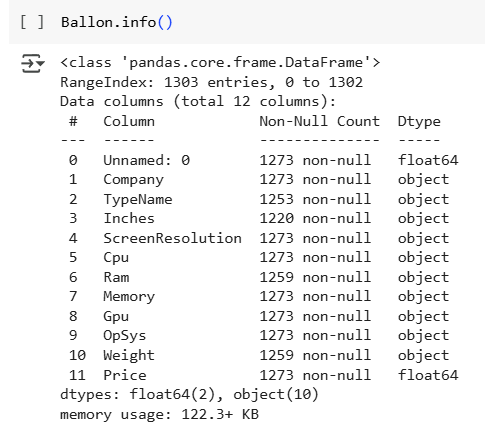 [ ] Ballon.info()
<class 'pandas.core.frame.DataFrame'>
RangeIndex: 1303 entries, 0 to 1302
Data columns (total 12 columns):
 #   Column            Non-Null Count  Dtype
---  ------            --------------  -----
 0   Unnamed: 0        1273 non-null   float64
 1   Company           1273 non-null   object
 2   TypeName          1253 non-null   object
 3   Inches            1220 non-null   object
 4   ScreenResolution  1273 non-null   object
 5   Cpu               1273 non-null   object
 6   Ram               1259 non-null   object
 7   Memory            1273 non-null   object
 8   Gpu               1273 non-null   object
 9   OpSys             1273 non-null   object
 10  Weight            1259 non-null   object
 11  Price             1273 non-null   float64
dtypes: float64(2), object(10)
memory usage: 122.3+ KB